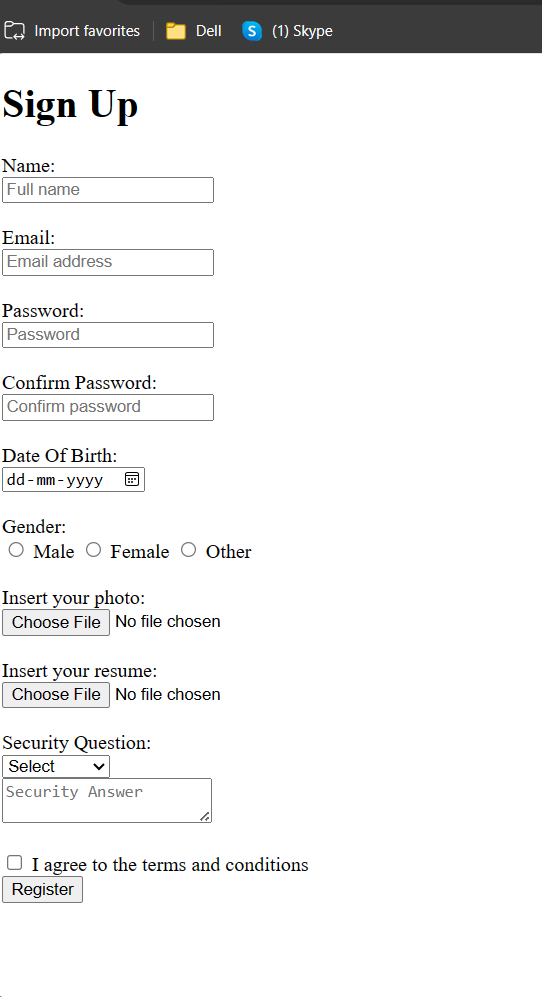 Import favorites Dell S (1) Skype
Sign Up
Name:
Full name
Email:
Email address
Password:
Password
Confirm Password:
Confirm password
Date Of Birth:
dd-mm-yyyy
Gender:
Male Female Other
Insert your photo:
Choose File No file chosen
Insert your resume:
Choose File No file chosen
Security Question:
Select
Security Answer
I agree to the terms and conditions
Register